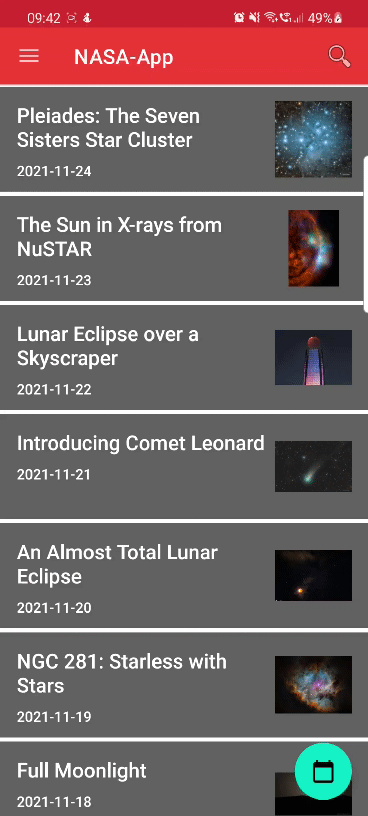 09:42
49%
NASA-App
Pleiades: The Seven
Sisters Star Cluster
2021-11-24
The Sun in X-rays from
NuSTAR
2021-11-23
Lunar Eclipse over a
Skyscraper
2021-11-22
Introducing Comet Leonard
2021-11-21
An Almost Total Lunar
Eclipse
2021-11-20
NGC 281: Starless with
Stars
2021-11-19
Full Moonlight
2021-11-18